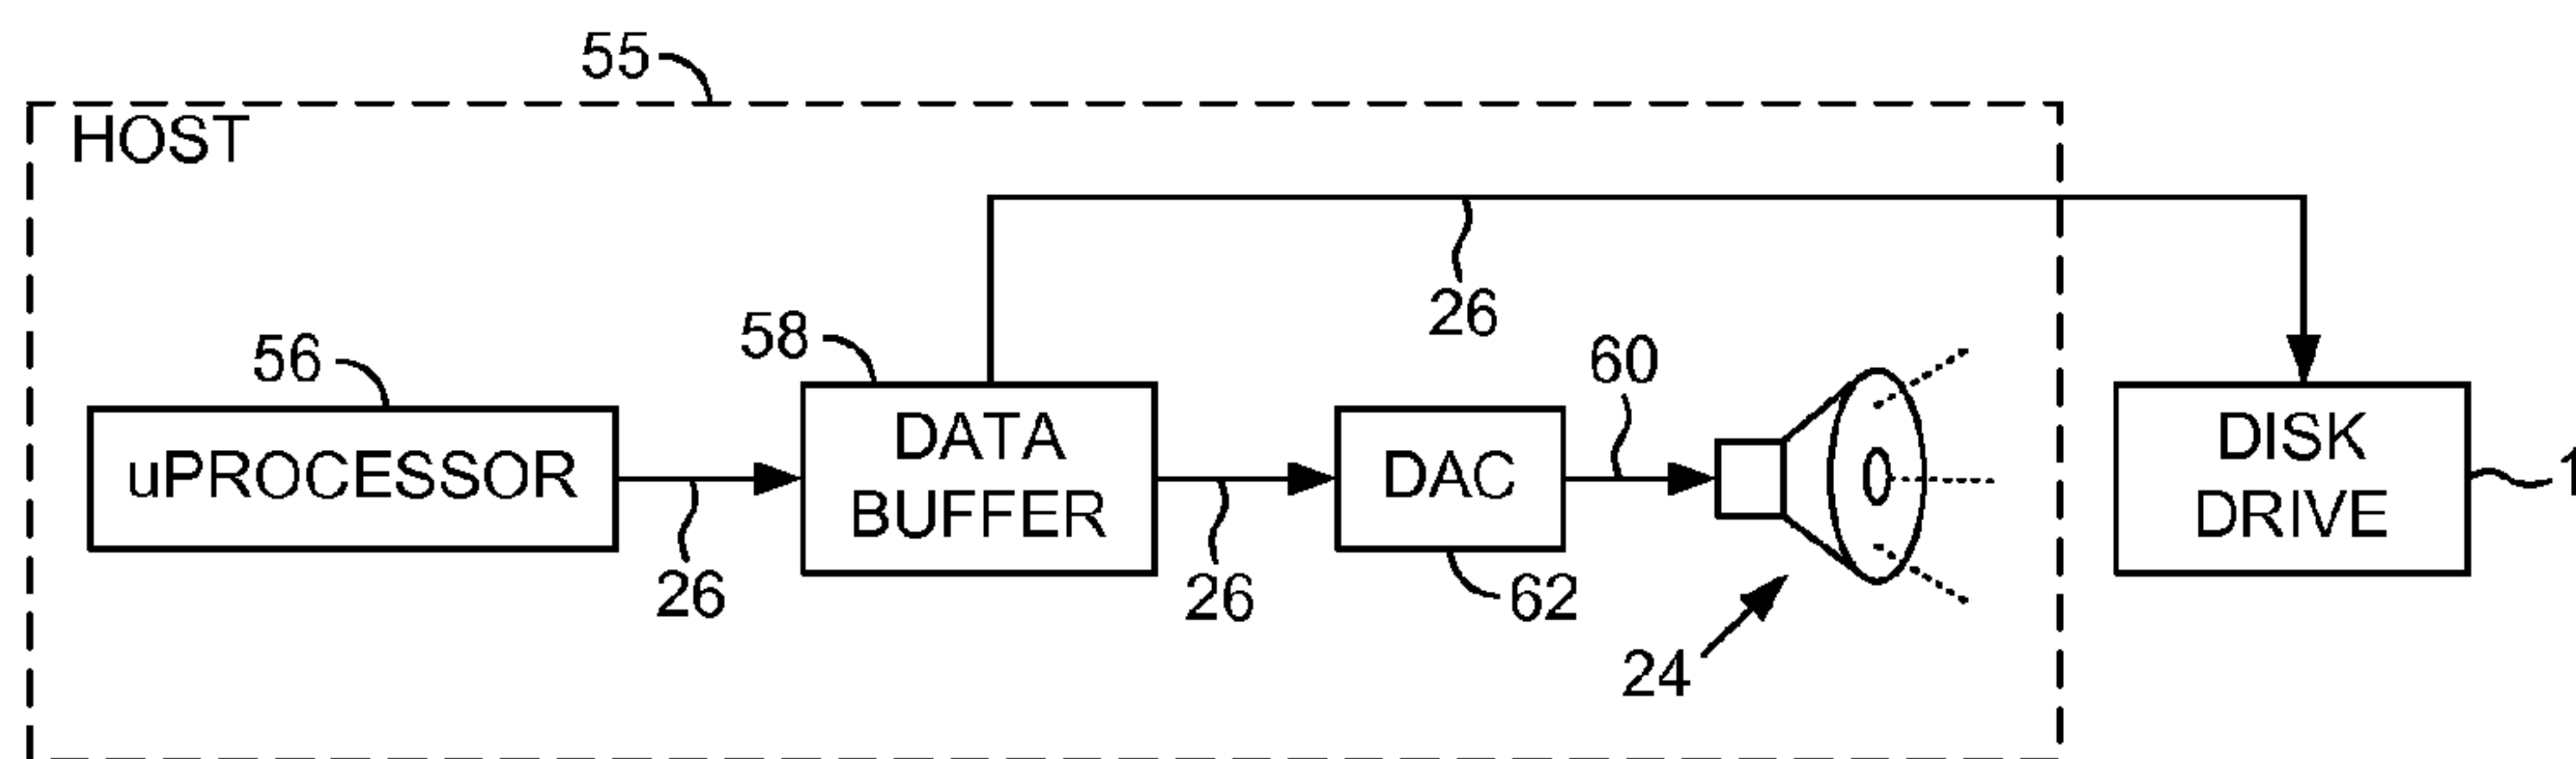 55
HOST
26
60
58
56
uPROCESSOR
DATA
BUFFER
DAC
DISK
DRIVE
26
26
62
24